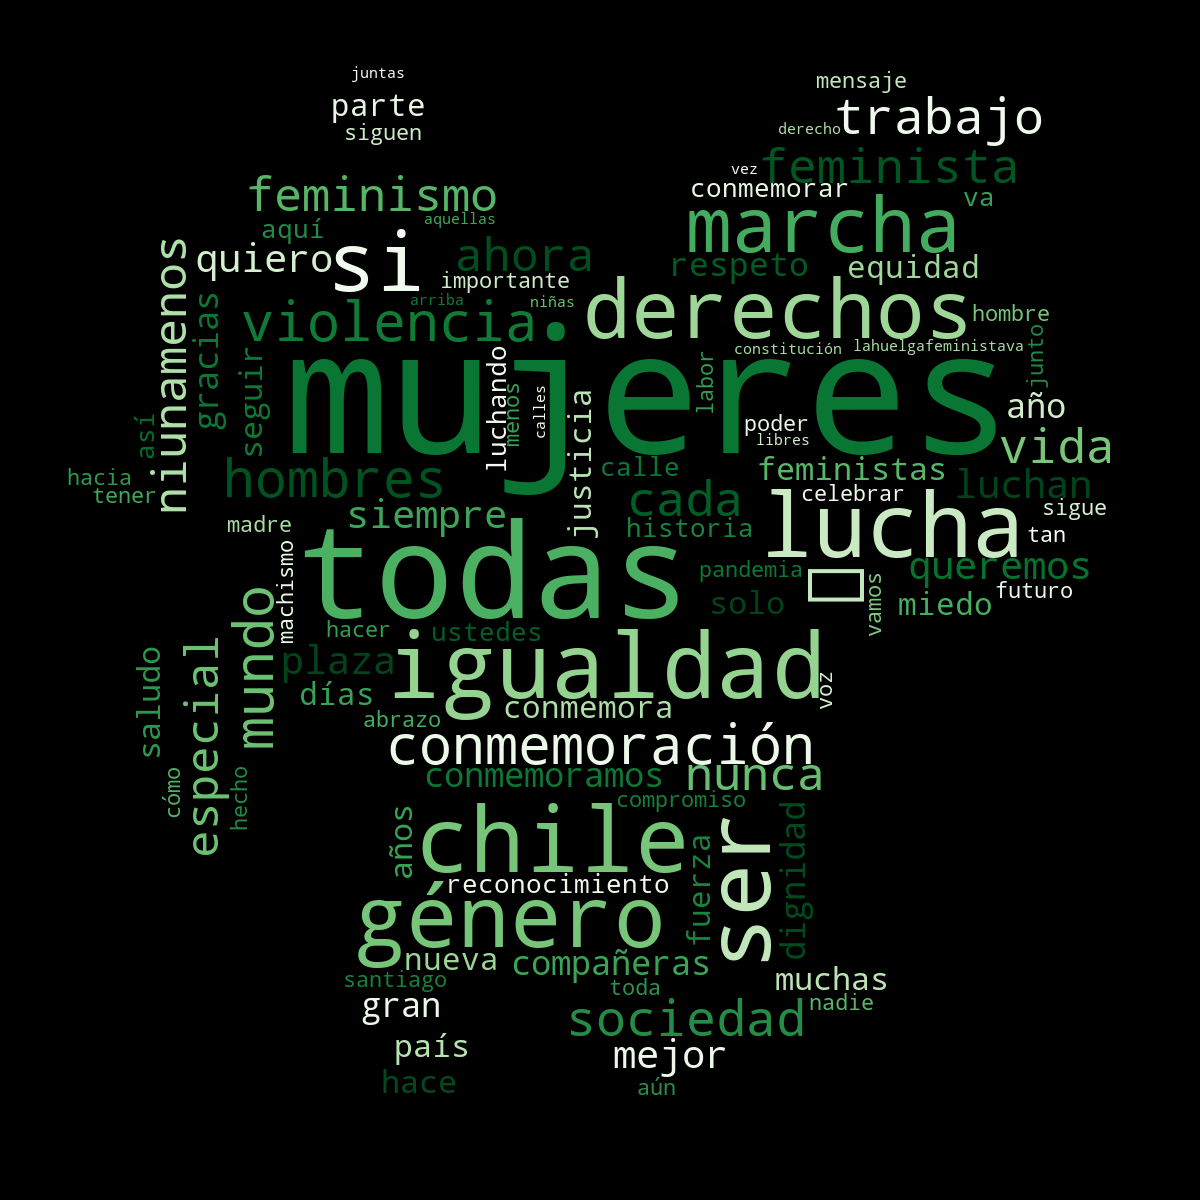 juntas
mensaje
parte
trabajo
siguen
derecho
vez
feminista
conmemorar
feminismo
va
aquellas
marcha
aquí
si
quiero
ahora
respeto
equidad
importante
niunamenos
gracias
arriba
niñas
derechos
hombre
violencia
mujeres
constitución
lahuelgafeministava
junto
seguir
luchando
menos
calles
justicia
labor
poder
libres
año
vida
así
hacia
tener
hombres
calle
feministas
luchan
cada
celebrar
sigue
siempre
madre
historia
lucha
tan
todas
machismo
pandemia
queremos
futuro
solo
vamos
miedo
mundo
hacer
ustedes
igualdad
plaza
saludo
especial
días
voz
conmemora
abrazo
conmemoración
cómo
hecho
conmemoramos
nunca
compromiso
años
chile
fuerza
ser
dignidad
reconocimiento
género
nueva
compañeras
muchas
santiago
toda
nadie
gran
sociedad
país
mejor
hace
aún